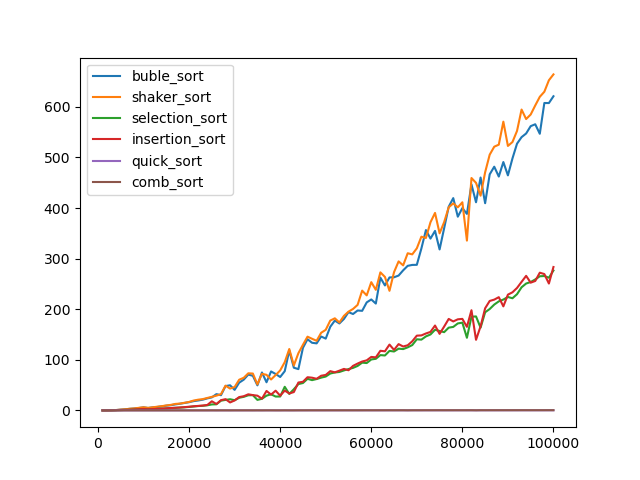 buble_sort
shaker_sort
selection_sort
insertion_sort
quick_sort
comb_sort
600
500
400
300
200
100
0
0 20000 40000 60000 80000 100000